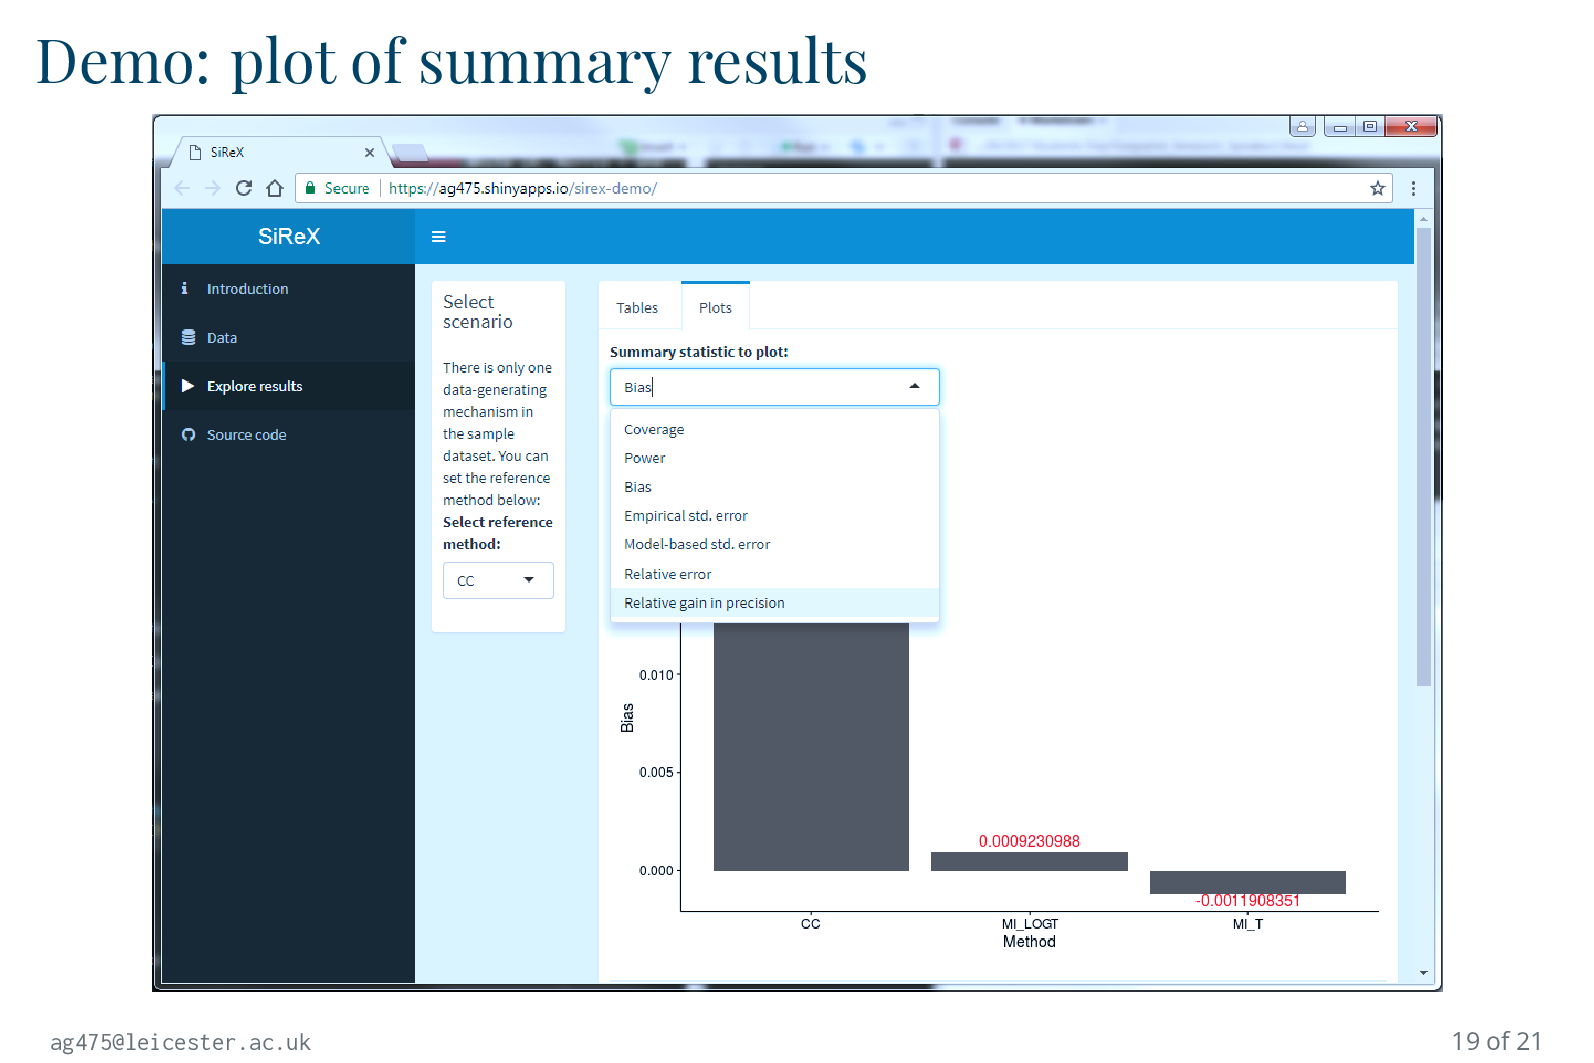 Demo: plot of summary results
SiReX
Secure
https://ag475.shinyapps.io/sirex-demo/
SiReX
Introduction
Data
Explore results
Source code
Select
scenario
There is only one
data-generating
mechanism in
the sample
dataset. You can
set the reference
method below:
Select reference
method:
CC
Tables
Plots
Summary statistic to plot:
Bias
Coverage
Power
Bias
Empirical std. error
Model-based std. error
Relative error
Relative gain in precision
0.010
0.005
0.000
Bias
0.0009230988
-0.0011908351
CC
MI_LOGT
MI_T
Method
ag475@leicester.ac.uk
19 of 21